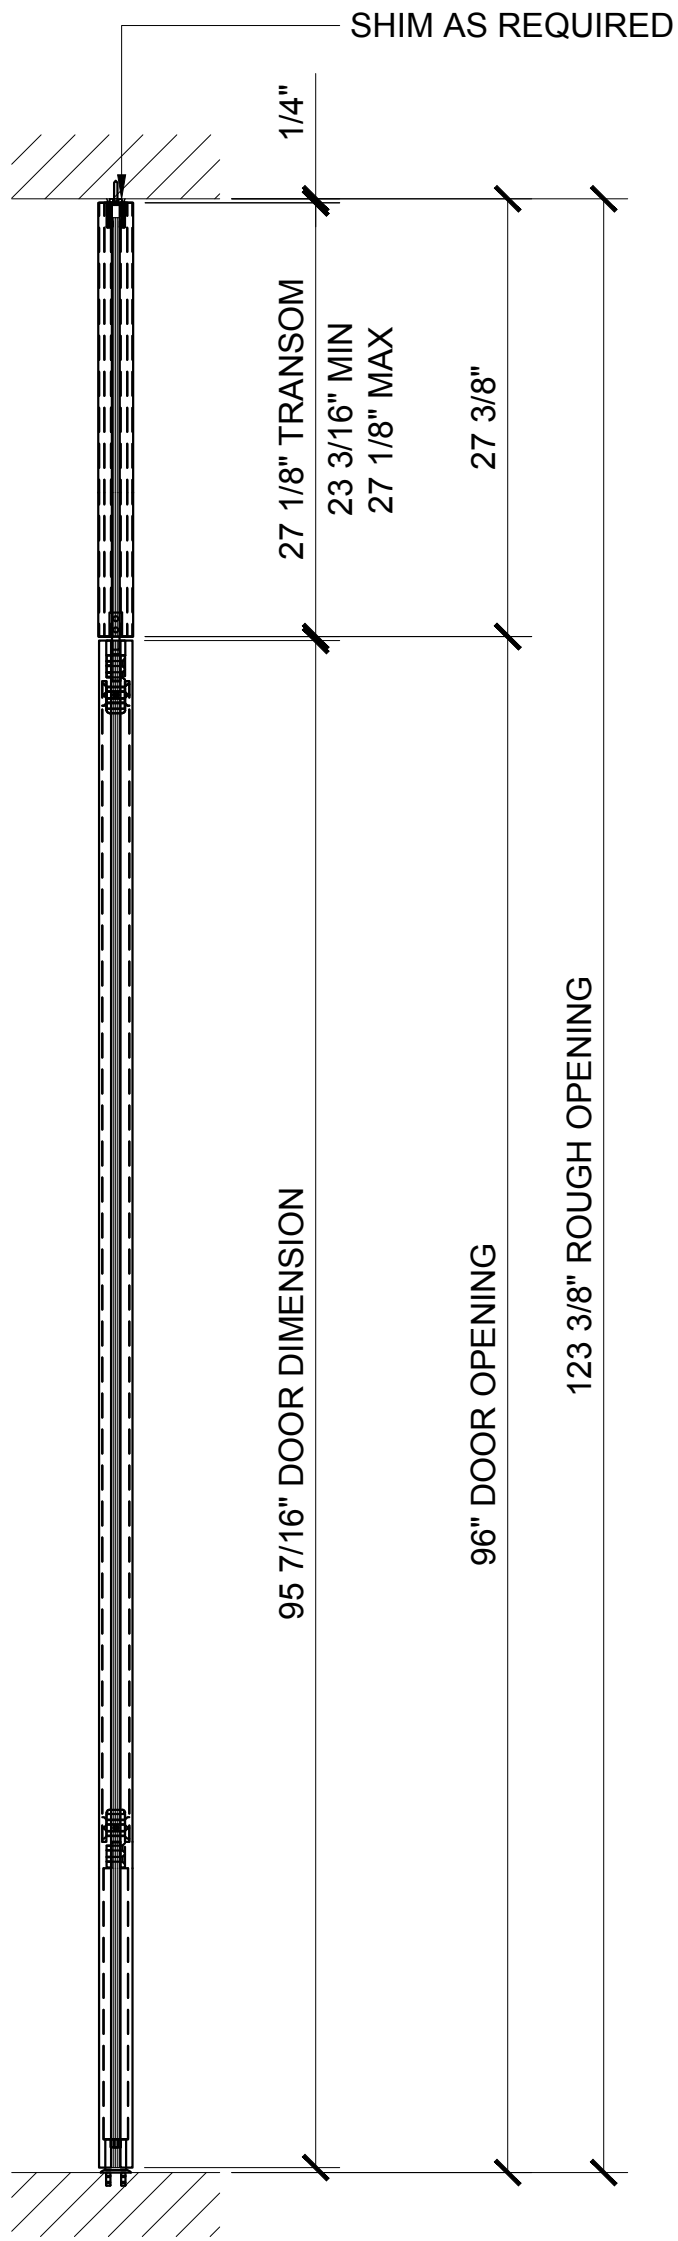 SHIM AS REQUIRED
1/4"
27 1/8" TRANSOM
23 3/16" MIN
27 1/8" MAX
27 3/8"
95 7/16" DOOR DIMENSION
96" DOOR OPENING
123 3/8" ROUGH OPENING